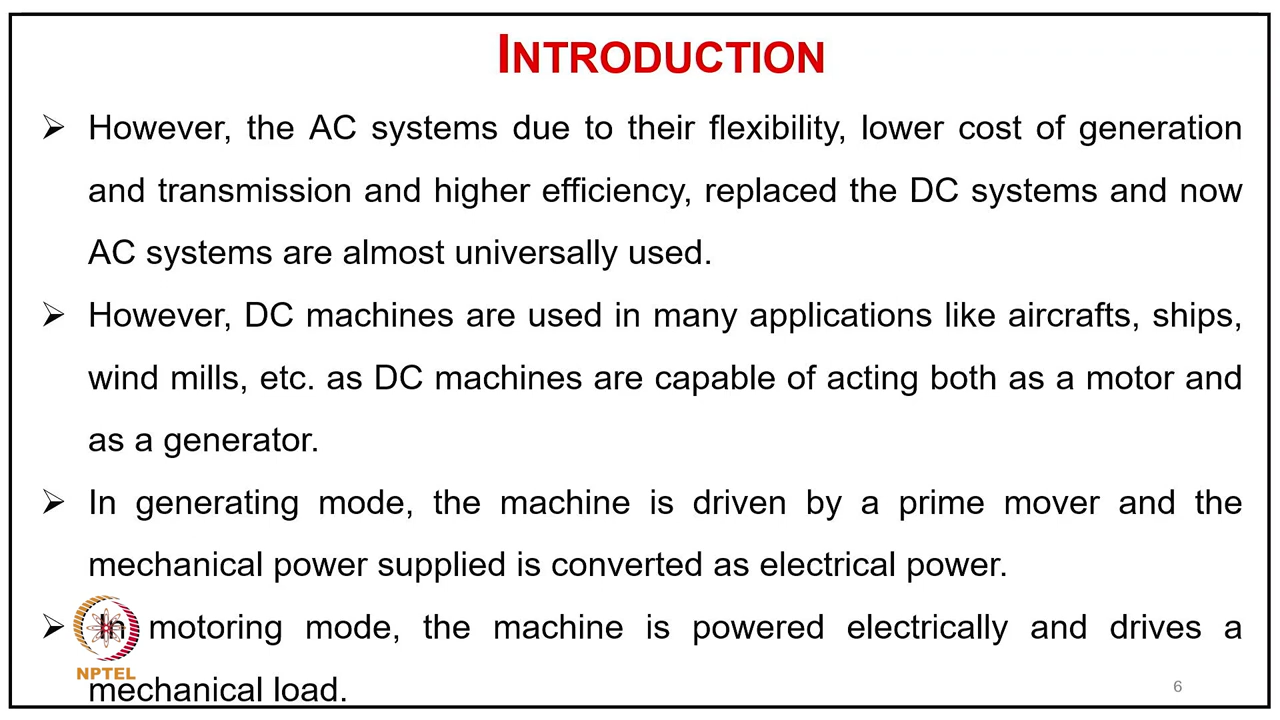 INTRODUCTION
➢ However, the AC systems due to their flexibility, lower cost of generation
and transmission and higher efficiency, replaced the DC systems and now
AC systems are almost universally used.
➢ However, DC machines are used in many applications like aircrafts, ships,
wind mills, etc. as DC machines are capable of acting both as a motor and
as a generator.
➢ In generating mode, the machine is driven by a prime mover and the
mechanical power supplied is converted as electrical power.
➢ In motoring mode, the machine is powered electrically and drives a
mechanical load.
NPTEL
6